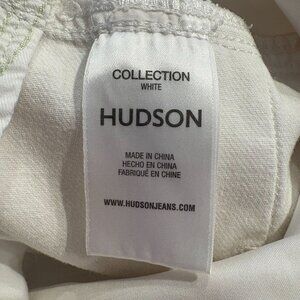 COLLECTION
WHITE
HUDSON
MADE IN CHINA
HECHO EN CHINA
FABRIQUÉ EN CHINE
WWW.HUDSONJEANS.COM